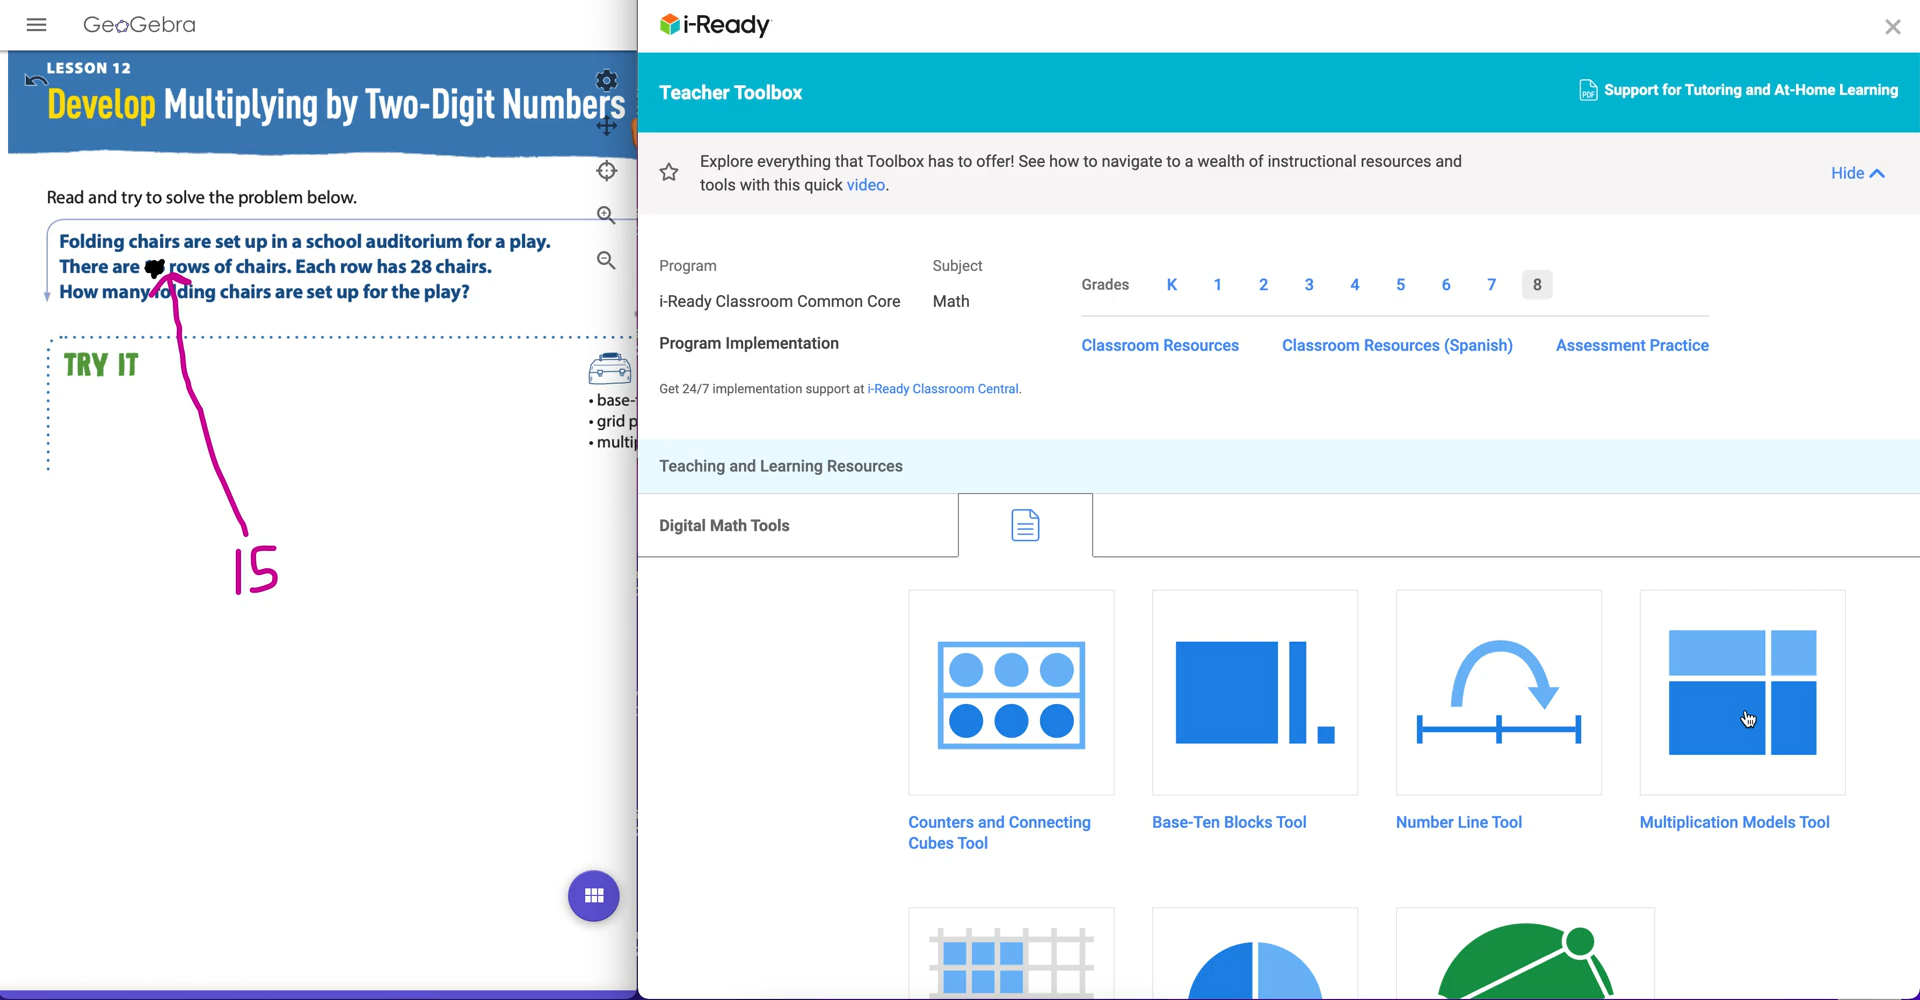 GeoGebra
LESSON 12
Develop Multiplying by Two-Digit Numbers
Read and try to solve the problem below.
Folding chairs are set up in a school auditorium for a play.
There are rows of chairs. Each row has 28 chairs.
How many folding chairs are set up for the play?
TRY IT
• base-
• grid p
• multip
15
i-Ready
Teacher Toolbox
PDF
Support for Tutoring and At-Home Learning
Explore everything that Toolbox has to offer! See how to navigate to a wealth of instructional resources and
tools with this quick video.
Hide
Program
i-Ready Classroom Common Core
Subject
Math
Grades K 1 2 3 4 5 6 7 8
Program Implementation
Classroom Resources Classroom Resources (Spanish) Assessment Practice
Get 24/7 implementation support at i-Ready Classroom Central.
Teaching and Learning Resources
Digital Math Tools
Counters and Connecting
Cubes Tool
Base-Ten Blocks Tool
Number Line Tool
Multiplication Models Tool